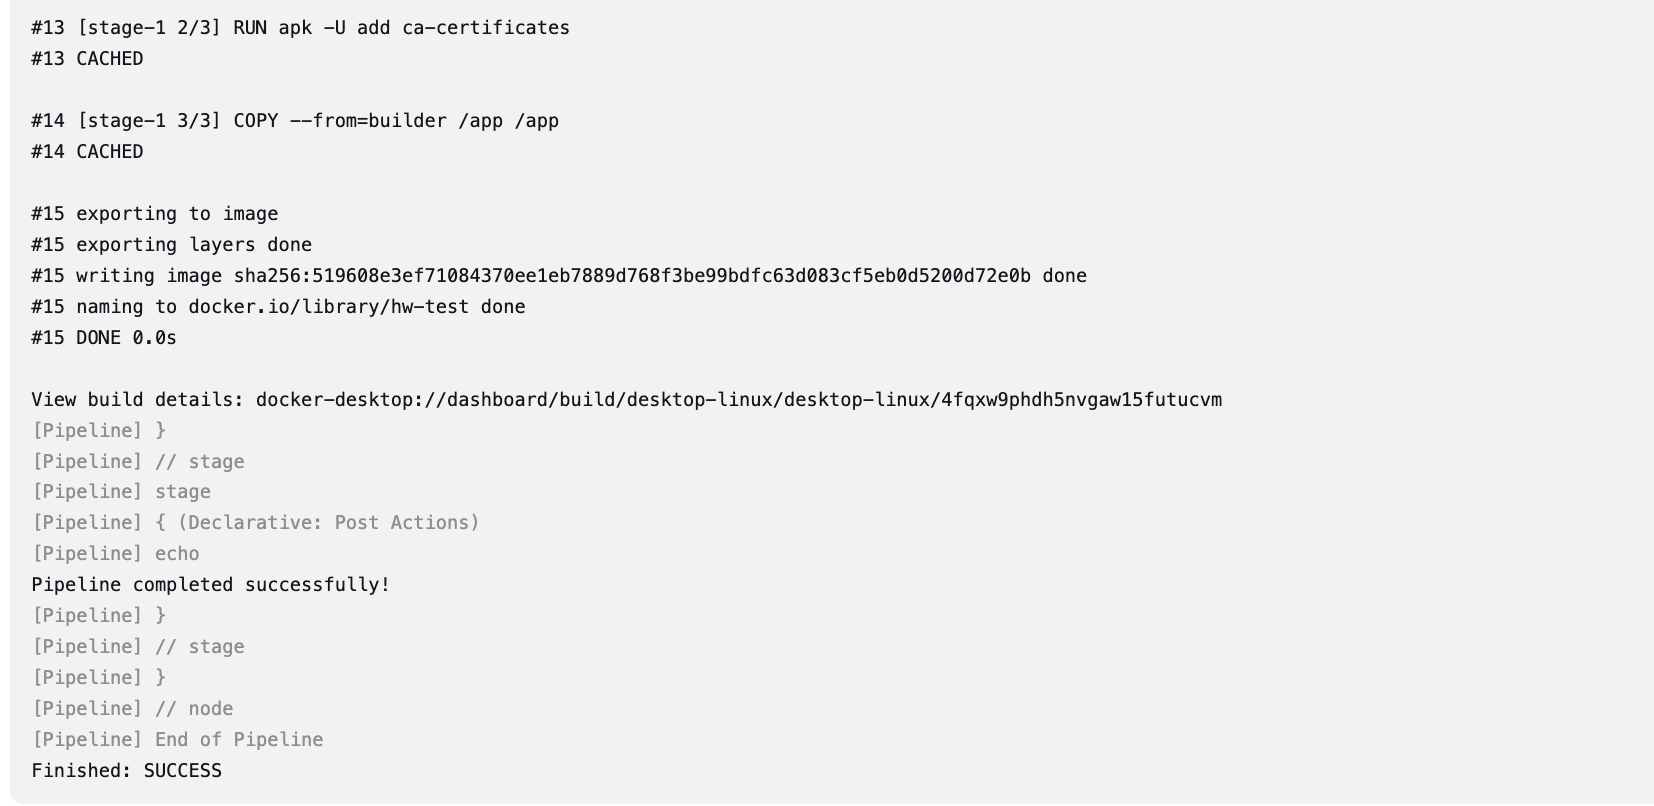 #13 [stage-1 2/3] RUN apk -U add ca-certificates
#13 CACHED
#14 [stage-1 3/3] COPY --from=builder /app /app
#14 CACHED
#15 exporting to image
#15 exporting layers done
#15 writing image sha256:519608e3ef71084370ee1eb7889d768f3be99bdfc63d083cf5eb0d5200d72e0b done
#15 naming to docker.io/library/hw-test done
#15 DONE 0.0s
View build details: docker-desktop://dashboard/build/desktop-linux/desktop-linux/4fqxw9phdh5nvgaw15futucvm
[Pipeline] }
[Pipeline] // stage
[Pipeline] stage
[Pipeline] { (Declarative: Post Actions)
[Pipeline] echo
Pipeline completed successfully!
[Pipeline] }
[Pipeline] // stage
[Pipeline] }
[Pipeline] // node
[Pipeline] End of Pipeline
Finished: SUCCESS